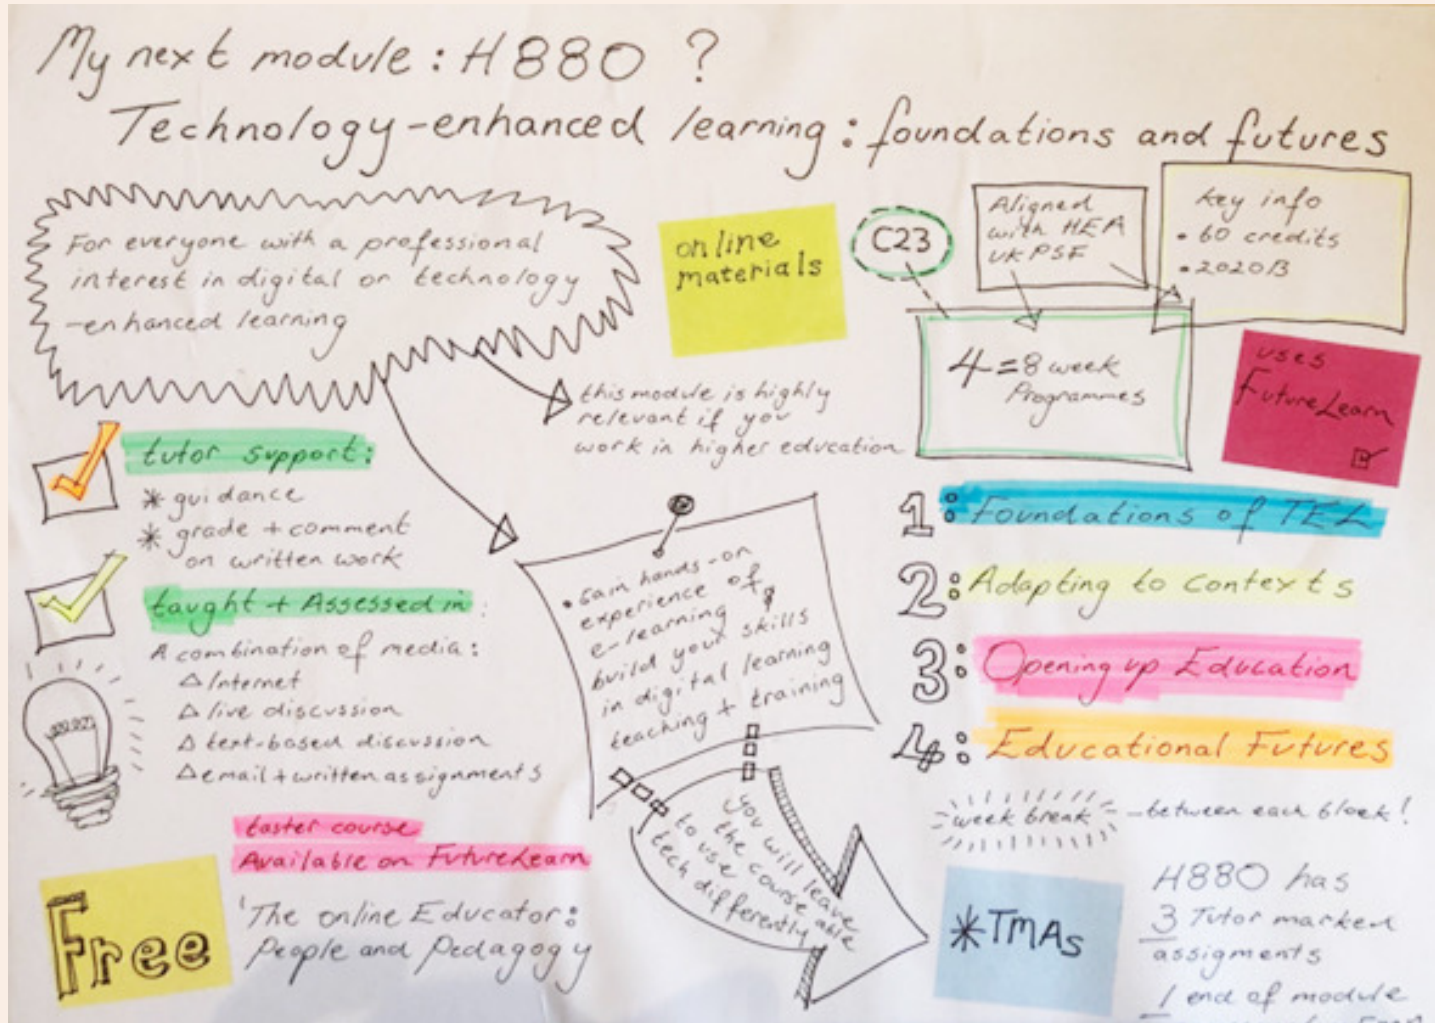 My next module: H880 ?
Technology-enhanced learning: foundations and futures
For everyone with a professional
interest in digital or technology
-enhanced learning
online
materials
C23
Aligned
with HEA
UKPSF
Key info
• 60 credits
• 2020B
4 = 8 week
Programmes
uses
FutureLearn
this module is highly
relevant if you
work in higher education
tutor support:
* guidance
* grade + comment
on written work
taught + Assessed in:
A combination of media:
Δ Internet
Δ live discussion
Δ text-based discussion
Δ email + written assignments
• Gain hands-on
experience of
e-learning &
build your skills
in digital learning
teaching + training
you will leave
the course able
to use
tech differently
1: Foundations of TEL
2: Adapting to contexts
3: Opening up Education
4: Educational Futures
week break - between each block!
taster course
Available on FutureLearn
Free
'The online Educator:
People and Pedagogy
*TMAs
H880 has
3 Tutor marked
assigments
1 end of module